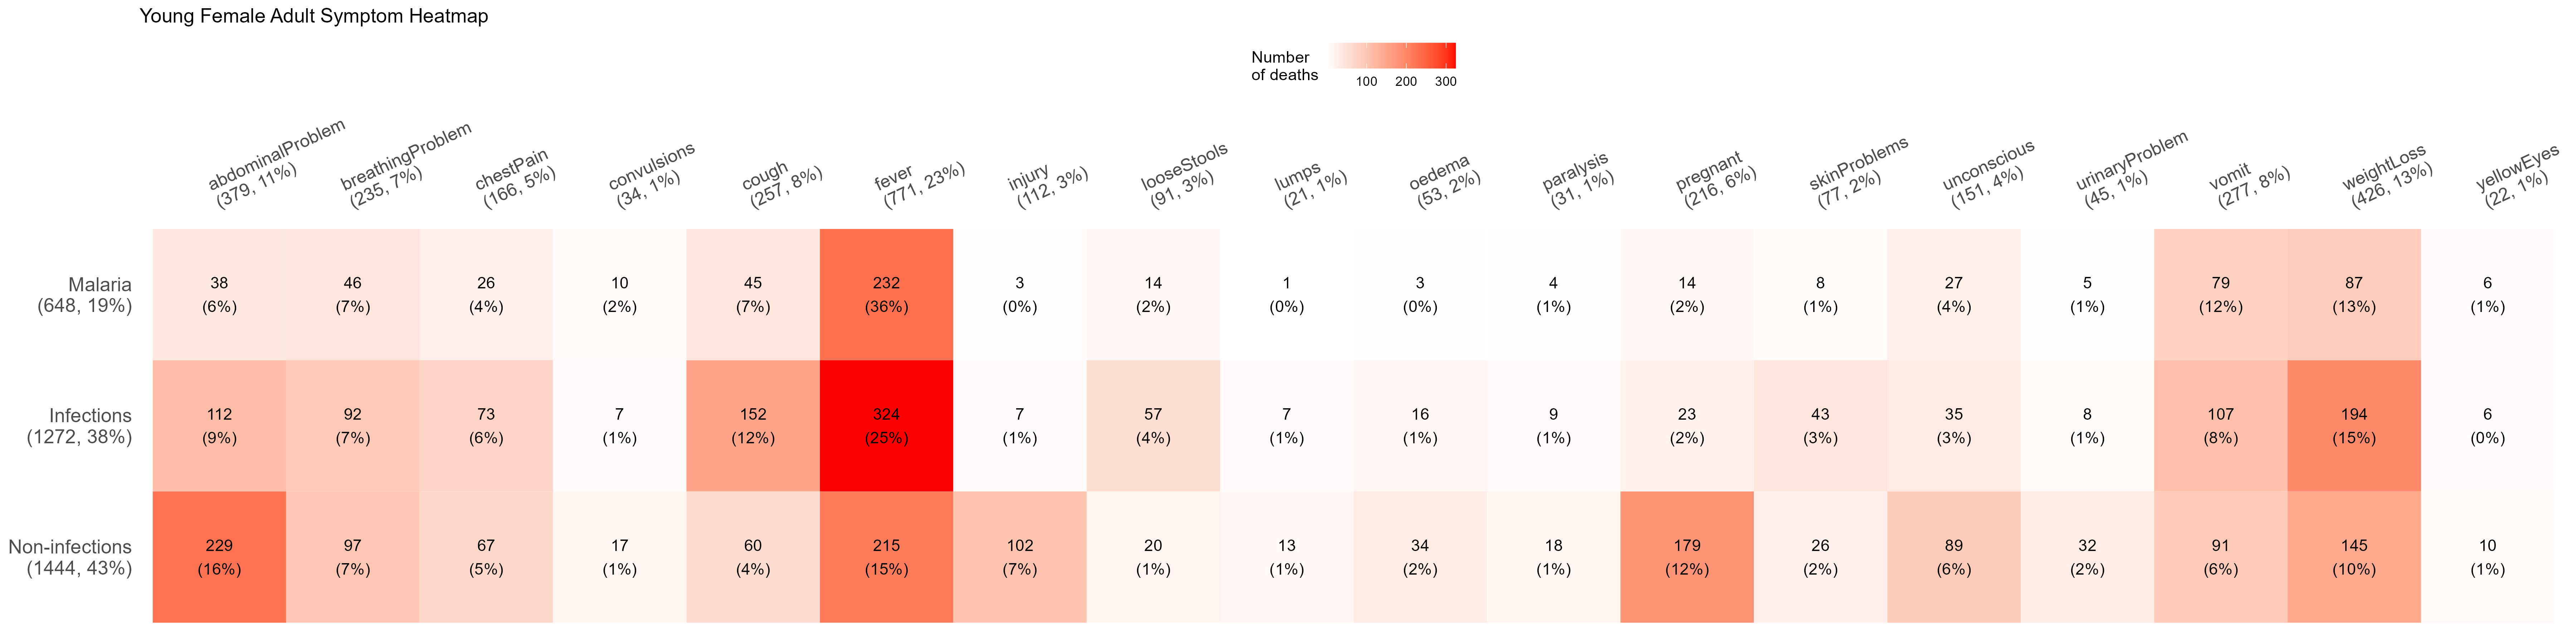 Young Female Adult Symptom Heatmap
Number
of deaths
100 200 300
abdominalProblem
(379, 11%)
breathingProblem
(235, 7%)
chestPain
(166, 5%)
convulsions
(34, 1%)
cough
(257, 8%)
fever
(771, 23%)
injury
(112, 3%)
looseStools
(91, 3%)
lumps
(21, 1%)
oedema
(53, 2%)
paralysis
(31, 1%)
pregnant
(216, 6%)
skinProblems
(77, 2%)
unconscious
(151, 4%)
urinaryProblem
(45, 1%)
vomit
(277, 8%)
weightLoss
(426, 13%)
yellowEyes
(22, 1%)
Malaria
(648, 19%)
38 46 26 10 45 232 3 14 1 3 4 14 8 27 5 79 87 6
(6%) (7%) (4%) (2%) (7%) (36%) (0%) (2%) (0%) (0%) (1%) (2%) (1%) (4%) (1%) (12%) (13%) (1%)
Infections
(1272, 38%)
112 92 73 7 152 324 7 57 7 16 9 23 43 35 8 107 194 6
(9%) (7%) (6%) (1%) (12%) (25%) (1%) (4%) (1%) (1%) (1%) (2%) (3%) (3%) (1%) (8%) (15%) (0%)
Non-infections
(1444, 43%)
229 97 67 17 60 215 102 20 13 34 18 179 26 89 32 91 145 10
(16%) (7%) (5%) (1%) (4%) (15%) (7%) (1%) (1%) (2%) (1%) (12%) (2%) (6%) (2%) (6%) (10%) (1%)